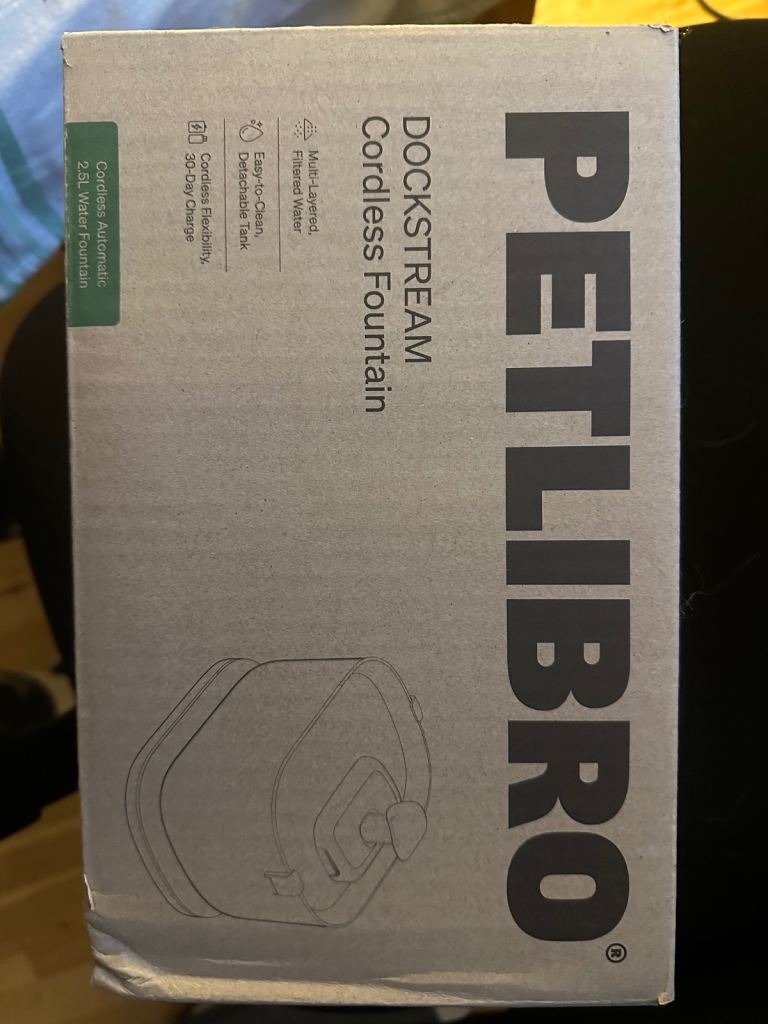 PETLIBRO®
DOCKSTREAM
Cordless Fountain
Multi-Layered,
Filtered Water
Easy-to-Clean,
Detachable Tank
Cordless Flexibility,
30-Day Charge
Cordless Automatic
2.5L Water Fountain